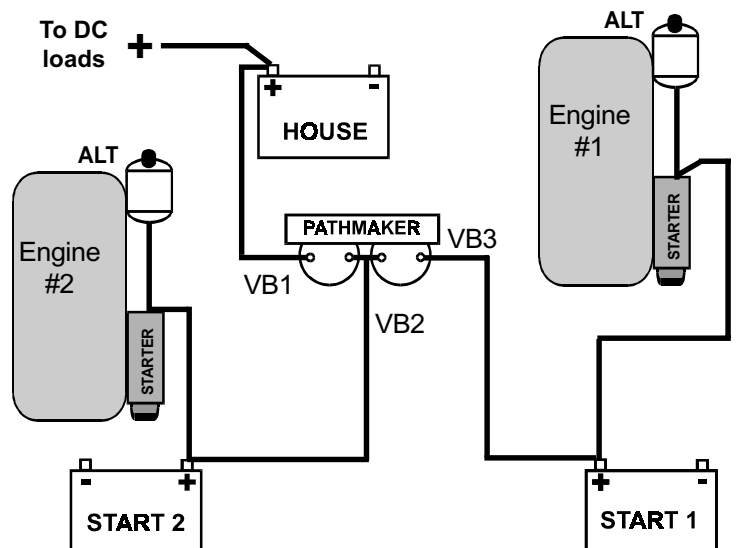 To DC
loads
+
+ -
HOUSE
ALT
Engine
#1
STARTER
ALT
Engine
#2
STARTER
PATHMAKER
VB1
VB2
VB3
- +
START 2
+ -
START 1